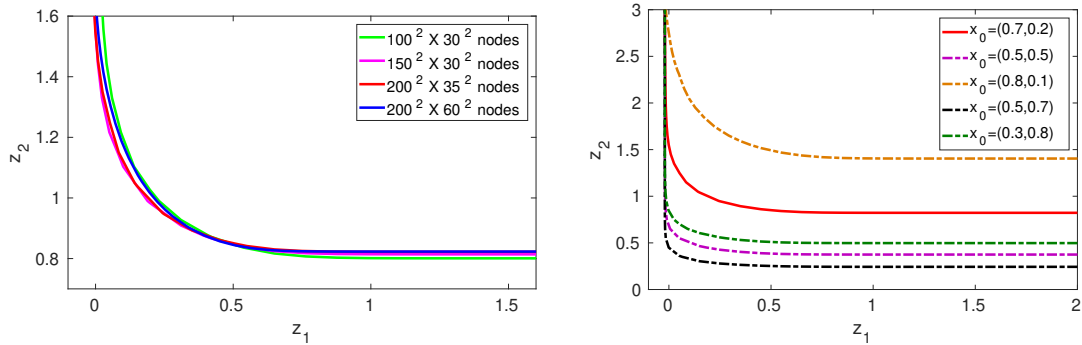 1.6
1.4
1.2
1
0.8
z2
0
0.5
1
1.5
z1
100 2 X 30 2 nodes
150 2 X 30 2 nodes
200 2 X 35 2 nodes
200 2 X 60 2 nodes
3
2.5
2
1.5
1
0.5
0
z2
0
0.5
1
1.5
2
z1
x0=(0.7,0.2)
x0=(0.5,0.5)
x0=(0.8,0.1)
x0=(0.5,0.7)
x0=(0.3,0.8)